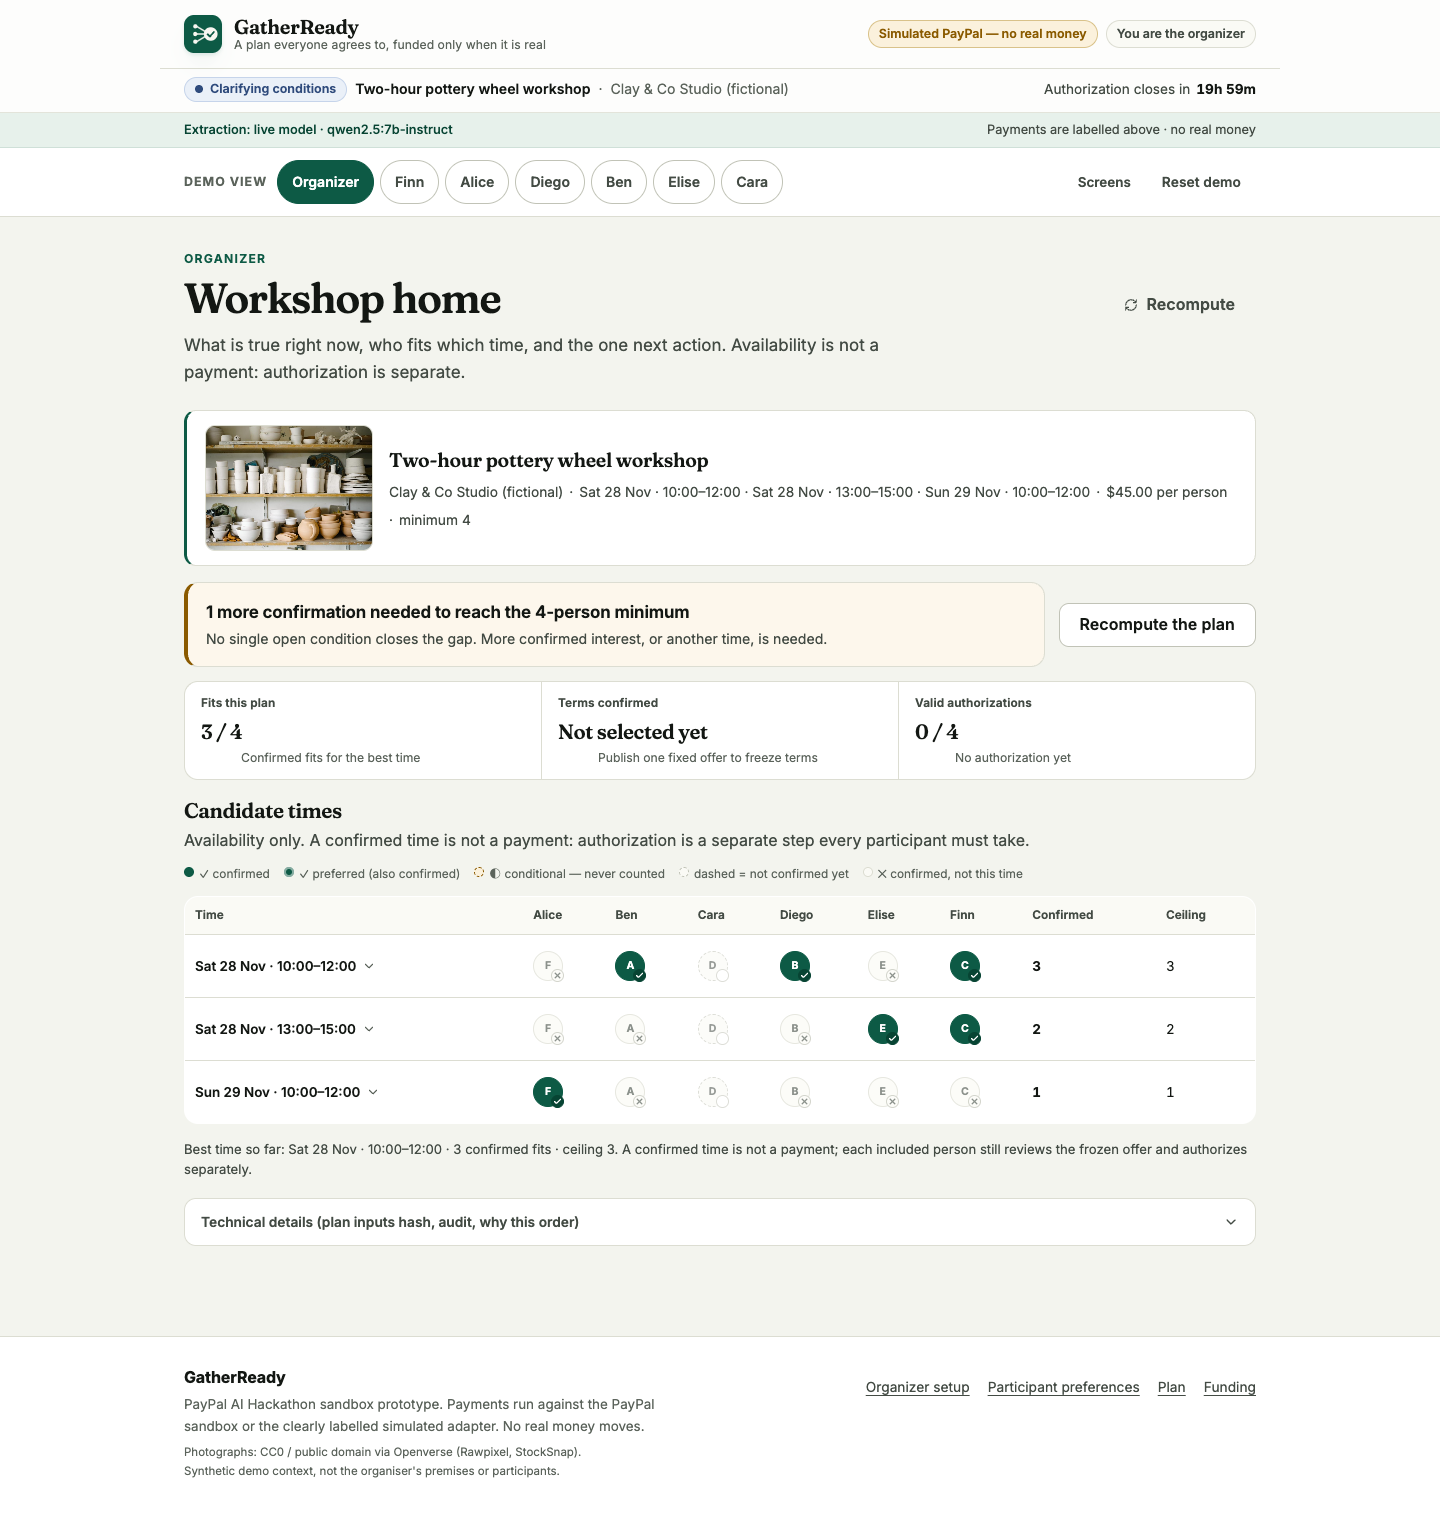 GatherReady
A plan everyone agrees to, funded only when it is real
Simulated PayPal — no real money
You are the organizer
Clarifying conditions
Two-hour pottery wheel workshop · Clay & Co Studio (fictional)
Authorization closes in 19h 59m
Extraction: live model · qwen2.5:7b-instruct
Payments are labelled above · no real money
DEMO VIEW
Organizer
Finn
Alice
Diego
Ben
Elise
Cara
Screens
Reset demo
ORGANIZER
Workshop home
Recompute
What is true right now, who fits which time, and the one next action. Availability is not a
payment: authorization is separate.
Two-hour pottery wheel workshop
Clay & Co Studio (fictional) · Sat 28 Nov · 10:00–12:00 · Sat 28 Nov · 13:00–15:00 · Sun 29 Nov · 10:00–12:00 · $45.00 per person
· minimum 4
1 more confirmation needed to reach the 4-person minimum
No single open condition closes the gap. More confirmed interest, or another time, is needed.
Recompute the plan
Fits this plan
3 / 4
Confirmed fits for the best time
Terms confirmed
Not selected yet
Publish one fixed offer to freeze terms
Valid authorizations
0 / 4
No authorization yet
Candidate times
Availability only. A confirmed time is not a payment: authorization is a separate step every participant must take.
✓ confirmed ✓ preferred (also confirmed) ◐ conditional — never counted dashed = not confirmed yet ✕ confirmed, not this time
Time Alice Ben Cara Diego Elise Finn Confirmed Ceiling
Sat 28 Nov · 10:00–12:00 F A D B E C 3 3
Sat 28 Nov · 13:00–15:00 F A D B E C 2 2
Sun 29 Nov · 10:00–12:00 F A D B E C 1 1
Best time so far: Sat 28 Nov · 10:00–12:00 · 3 confirmed fits · ceiling 3. A confirmed time is not a payment; each included person still reviews the frozen offer and authorizes
separately.
Technical details (plan inputs hash, audit, why this order)
GatherReady
PayPal AI Hackathon sandbox prototype. Payments run against the PayPal
sandbox or the clearly labelled simulated adapter. No real money moves.
Photographs: CC0 / public domain via Openverse (Rawpixel, StockSnap).
Synthetic demo context, not the organiser's premises or participants.
Organizer setup
Participant preferences
Plan
Funding